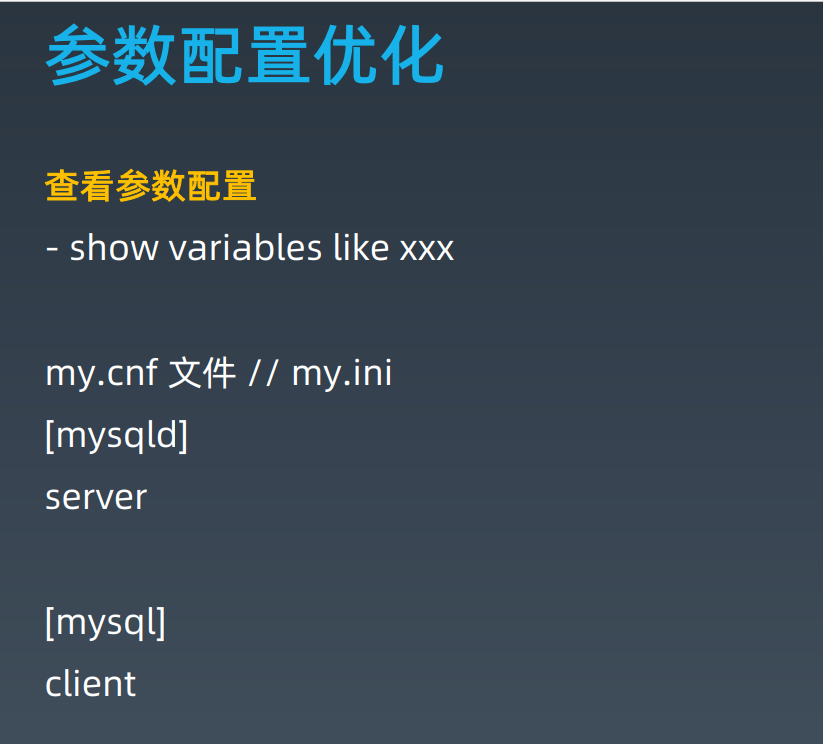 参数配置优化
查看参数配置
- show variables like xxx
my.cnf 文件 // my.ini
[mysqld]
server
[mysql]
client